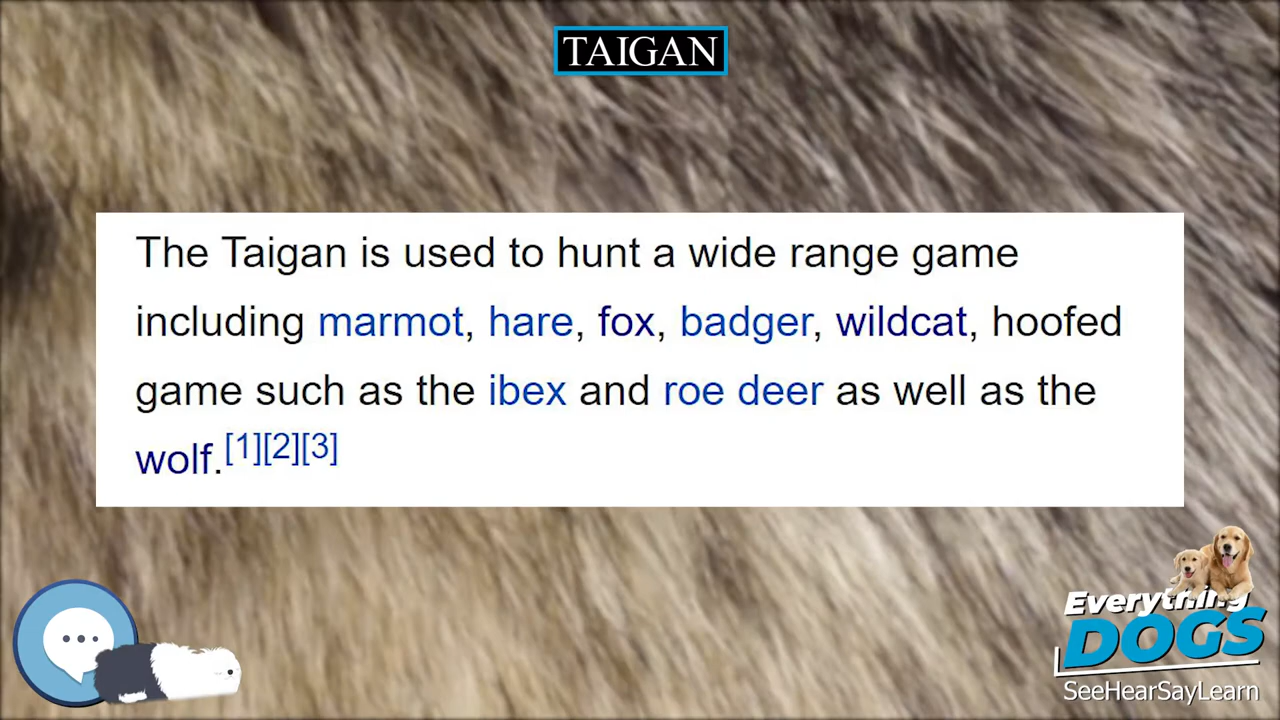 TAIGAN
The Taigan is used to hunt a wide range game
including marmot, hare, fox, badger, wildcat, hoofed
game such as the ibex and roe deer as well as the
wolf.[1][2][3]
Everything
DOGS
SeeHearSayLearn